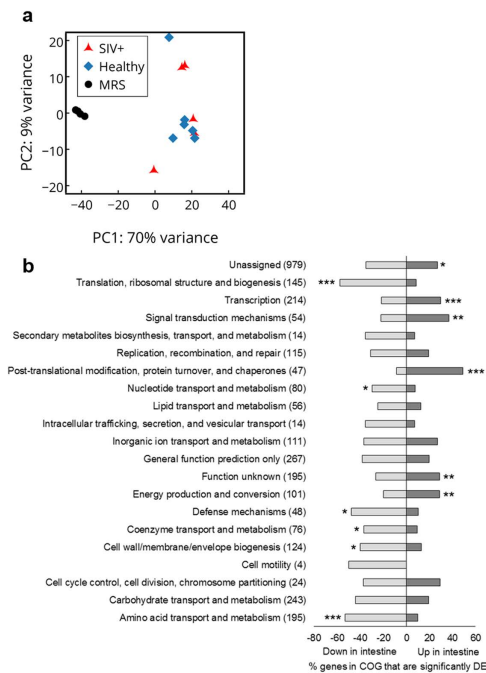 a
PC2: 9% variance
20
10
0
−10
−20
SIV+
Healthy
MRS
−40 −20 0 20 40
PC1: 70% variance
b
Unassigned (979) *
Translation, ribosomal structure and biogenesis (145) ***
Transcription (214) ***
Signal transduction mechanisms (54) **
Secondary metabolites biosynthesis, transport, and metabolism (14)
Replication, recombination, and repair (115)
Post-translational modification, protein turnover, and chaperones (47) ***
Nucleotide transport and metabolism (80) *
Lipid transport and metabolism (56)
Intracellular trafficking, secretion, and vesicular transport (14)
Inorganic ion transport and metabolism (111)
General function prediction only (267)
Function unknown (195) **
Energy production and conversion (101) **
Defense mechanisms (48) *
Coenzyme transport and metabolism (76) *
Cell wall/membrane/envelope biogenesis (124) *
Cell motility (4)
Cell cycle control, cell division, chromosome partitioning (24)
Carbohydrate transport and metabolism (243)
Amino acid transport and metabolism (195) ***
-80 -60 -40 -20 0 20 40 60
Down in intestine Up in intestine
% genes in COG that are significantly DE